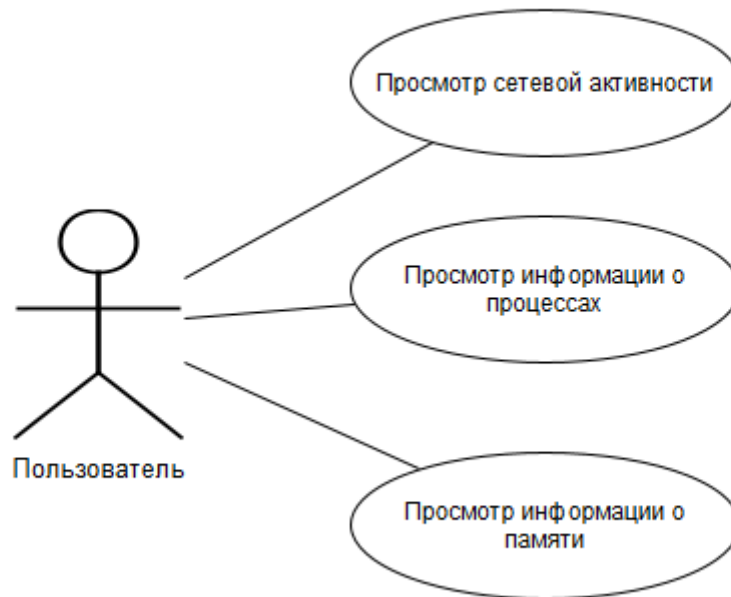 Просмотр сетевой активности
Просмотр информации о
процессах
Пользователь
Просмотр информации о
памяти